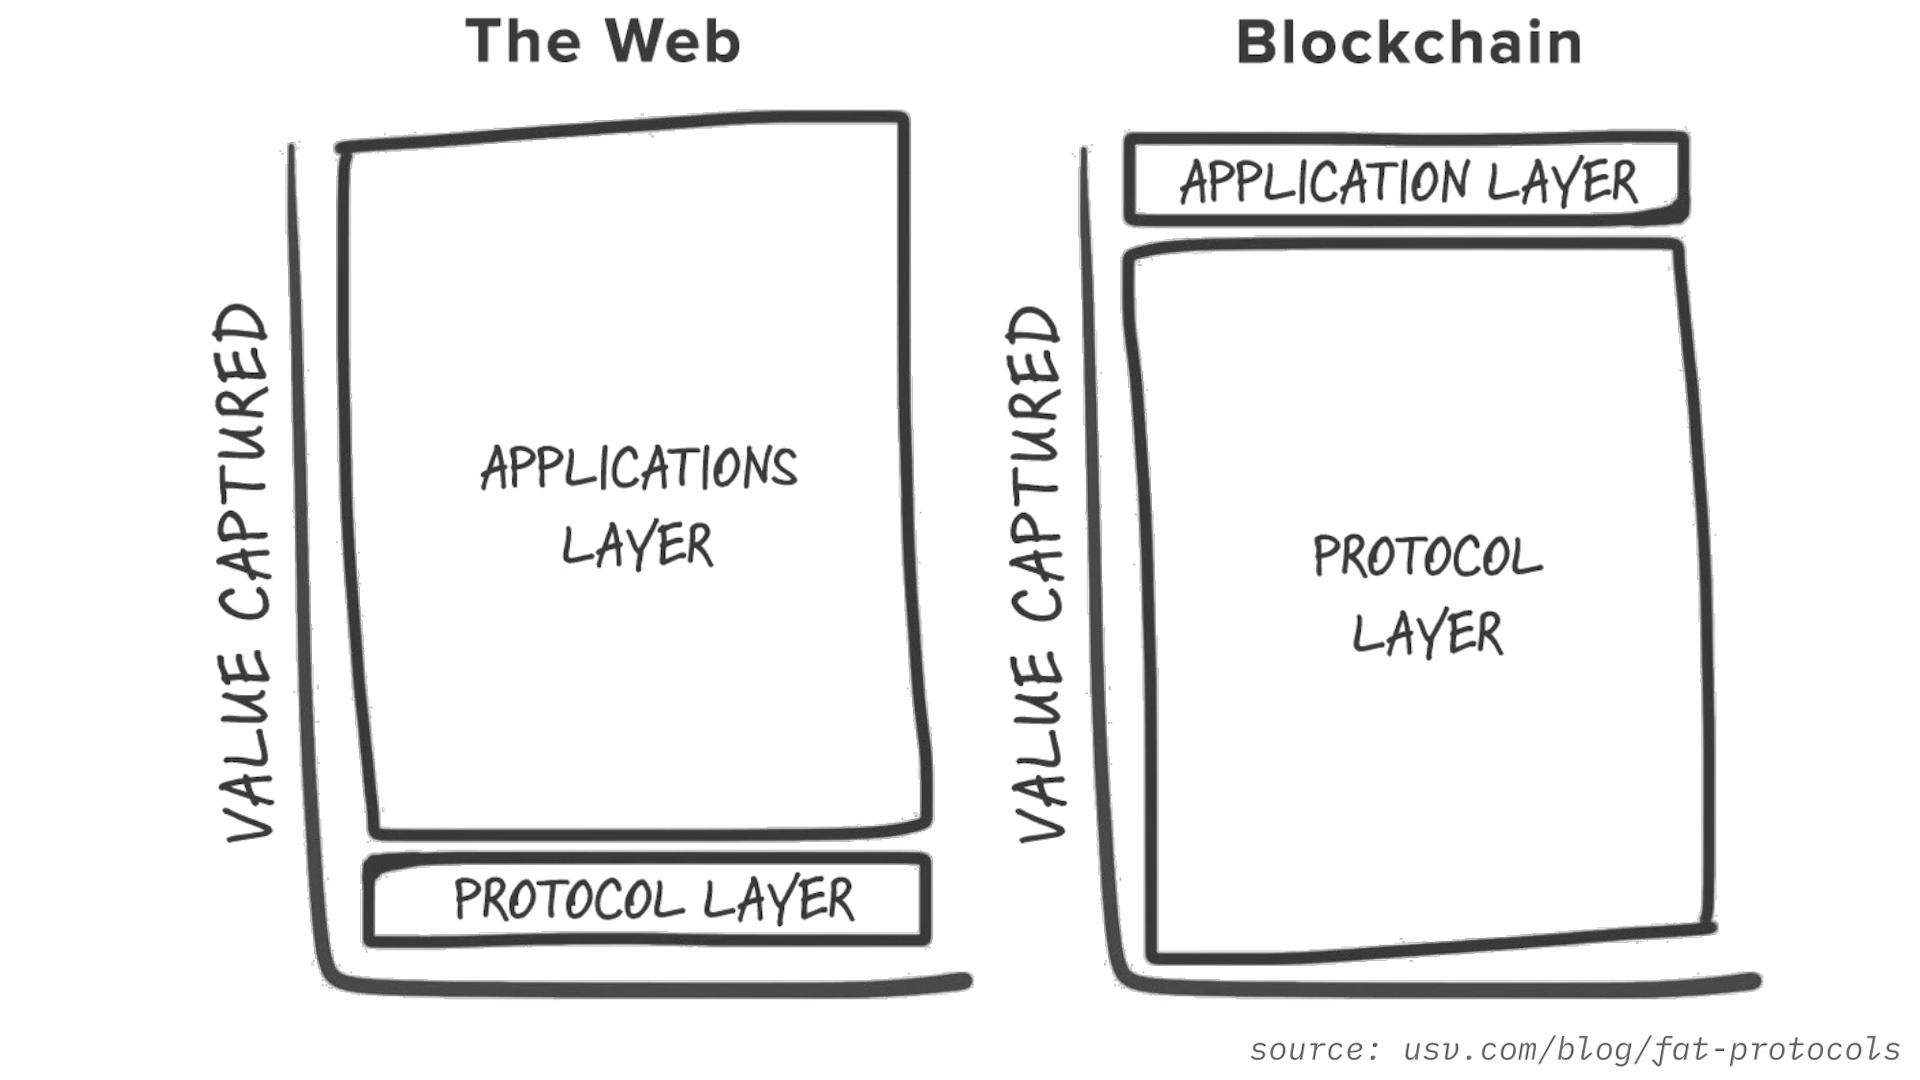 The Web
VALUE CAPTURED
APPLICATIONS
LAYER
PROTOCOL LAYER
Blockchain
VALUE CAPTURED
APPLICATION LAYER
PROTOCOL
LAYER
source: usv.com/blog/fat-protocols